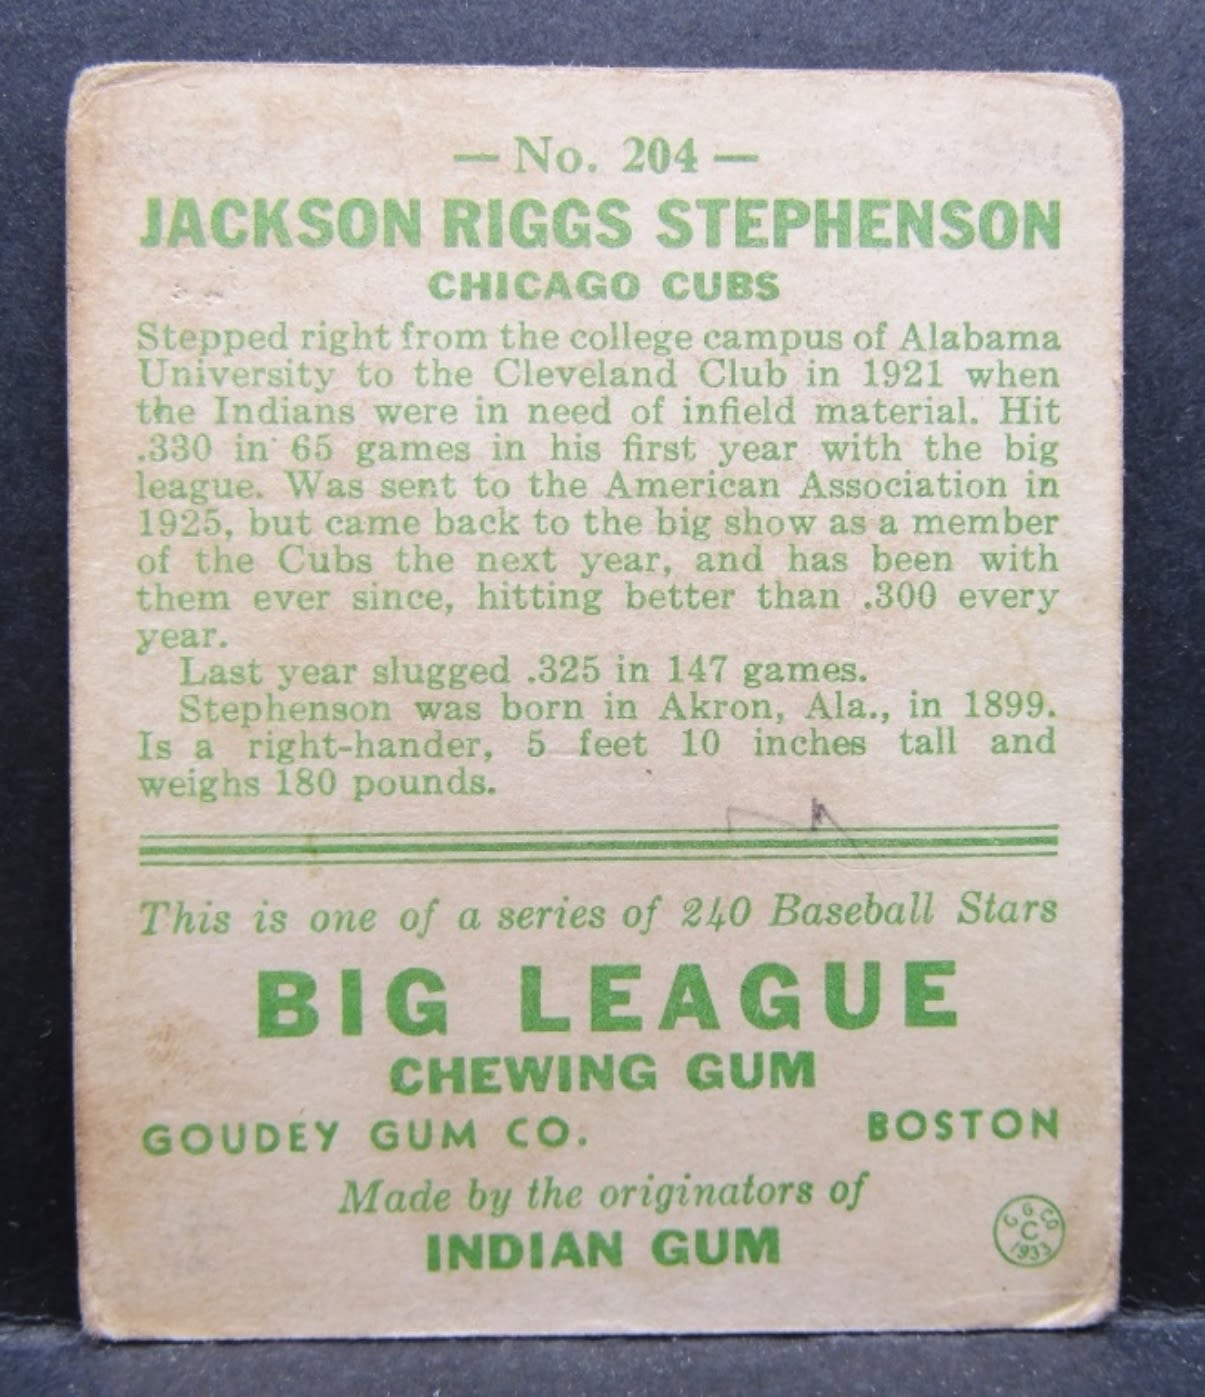 — No. 204 —
JACKSON RIGGS STEPHENSON
CHICAGO CUBS
Stepped right from the college campus of Alabama
University to the Cleveland Club in 1921 when
the Indians were in need of infield material. Hit
.330 in 65 games in his first year with the big
league. Was sent to the American Association in
1925, but came back to the big show as a member
of the Cubs the next year, and has been with
them ever since, hitting better than .300 every
year.
Last year slugged .325 in 147 games.
Stephenson was born in Akron, Ala., in 1899.
Is a right-hander, 5 feet 10 inches tall and
weighs 180 pounds.
This is one of a series of 240 Baseball Stars
BIG LEAGUE
CHEWING GUM
GOUDEY GUM CO. BOSTON
Made by the originators of
INDIAN GUM
G. G. CO.
C
1933